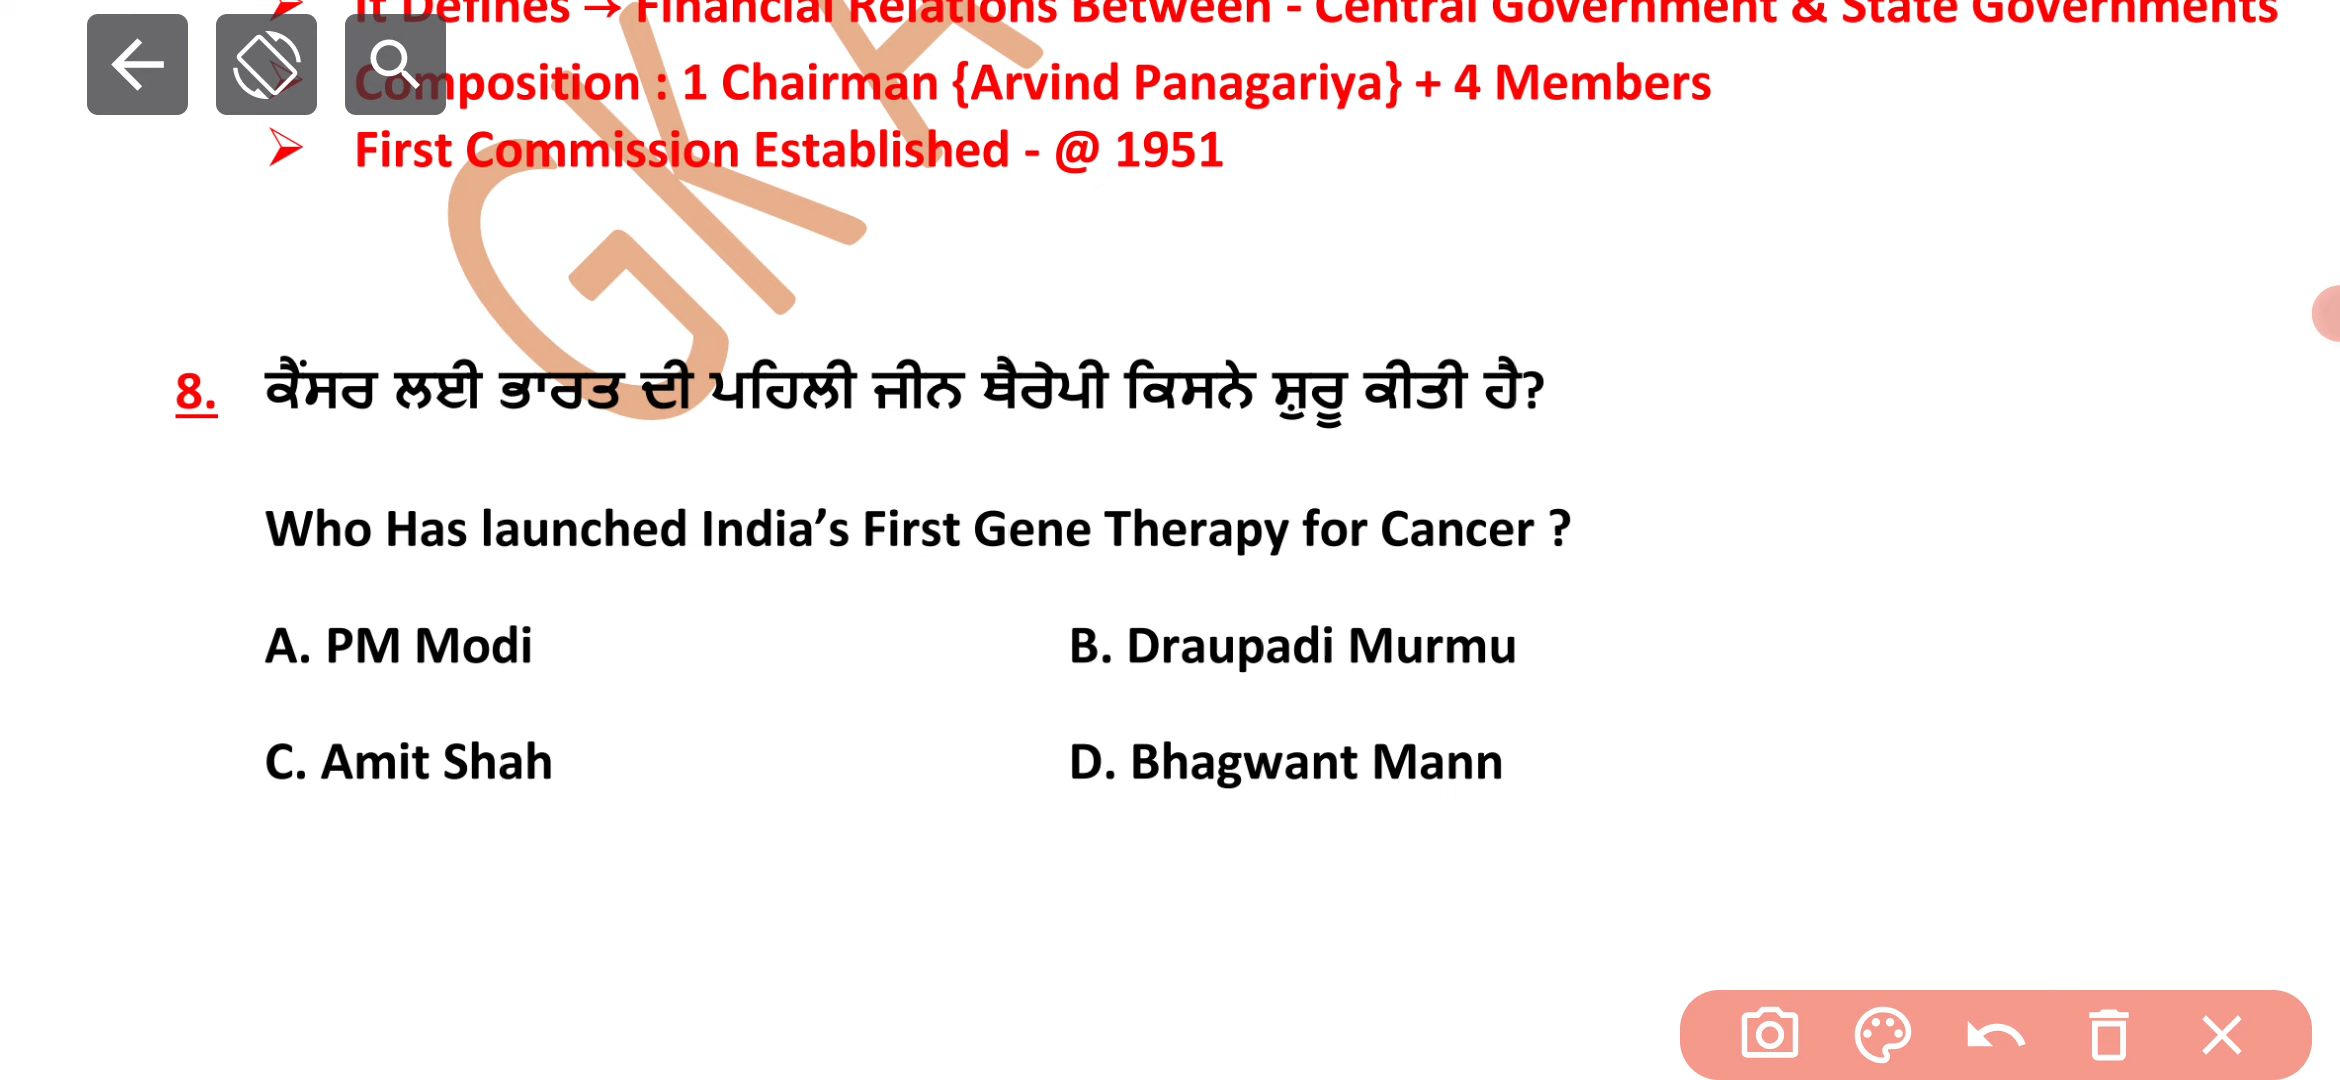 It Defines → Financial Relations Between - Central Government & State Governments
Composition : 1 Chairman {Arvind Panagariya} + 4 Members
First Commission Established - @ 1951
GKA
8. ਕੈਂਸਰ ਲਈ ਭਾਰਤ ਦੀ ਪਹਿਲੀ ਜੀਨ ਥੈਰੇਪੀ ਕਿਸਨੇ ਸ਼ੁਰੂ ਕੀਤੀ ਹੈ?
Who Has launched India’s First Gene Therapy for Cancer ?
A. PM Modi B. Draupadi Murmu
C. Amit Shah D. Bhagwant Mann